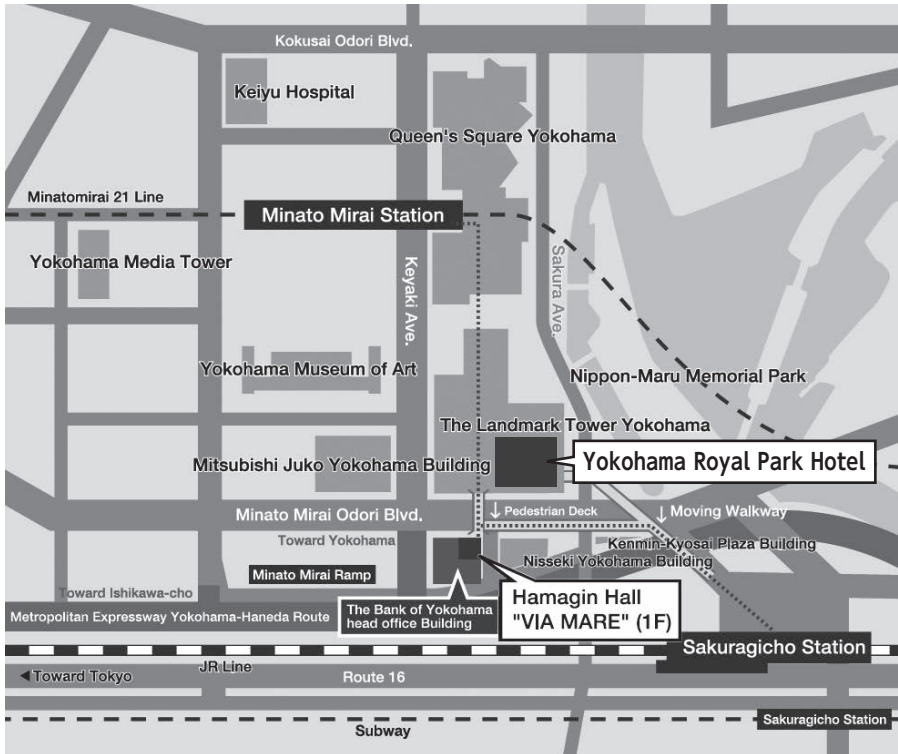 Kokusai Odori Blvd.
Keiyu Hospital
Queen's Square Yokohama
Minatomirai 21 Line
Minato Mirai Station
Yokohama Media Tower
Keyaki Ave.
Sakura Ave.
Yokohama Museum of Art
Nippon-Maru Memorial Park
The Landmark Tower Yokohama
Mitsubishi Juko Yokohama Building
Yokohama Royal Park Hotel
Minato Mirai Odori Blvd.
↓ Pedestrian Deck
↓ Moving Walkway
Toward Yokohama
Kenmin-Kyosai Plaza Building
Nisseki Yokohama Building
Minato Mirai Ramp
Toward Ishikawa-cho
Hamagin Hall
"VIA MARE" (1F)
The Bank of Yokohama
head office Building
Metropolitan Expressway Yokohama-Haneda Route
Sakuragicho Station
JR Line
◀Toward Tokyo
Route 16
Sakuragicho Station
Subway